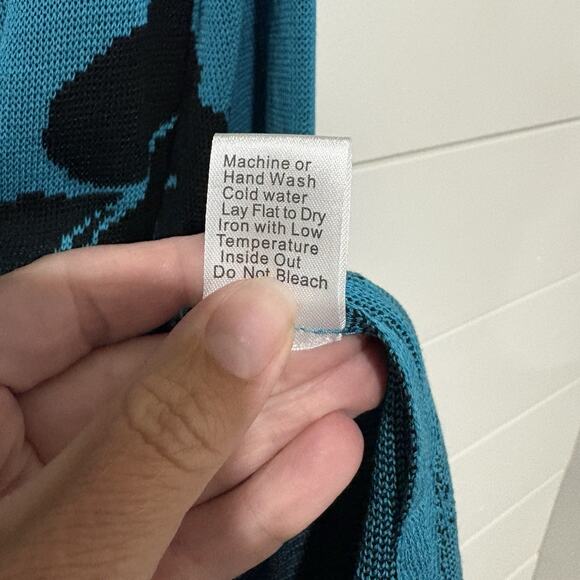 Machine or
Hand Wash
Cold water
Lay Flat to Dry
Iron with Low
Temperature
Inside Out
Do Not Bleach